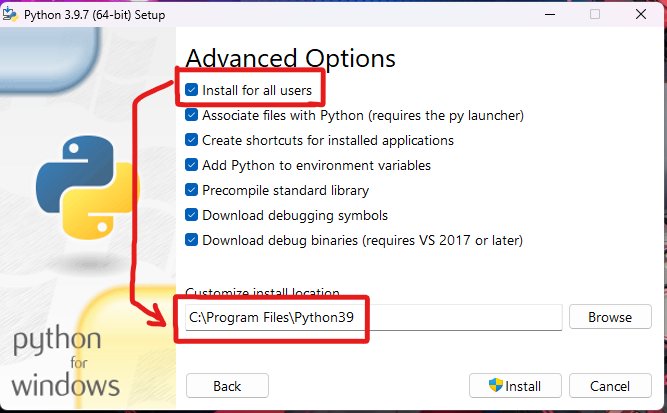 Python 3.9.7 (64-bit) Setup
Advanced Options
Install for all users
Associate files with Python (requires the py launcher)
Create shortcuts for installed applications
Add Python to environment variables
Precompile standard library
Download debugging symbols
Download debug binaries (requires VS 2017 or later)
Customize install location
C:\Program Files\Python39
Browse
python
for
windows
Back
Install
Cancel